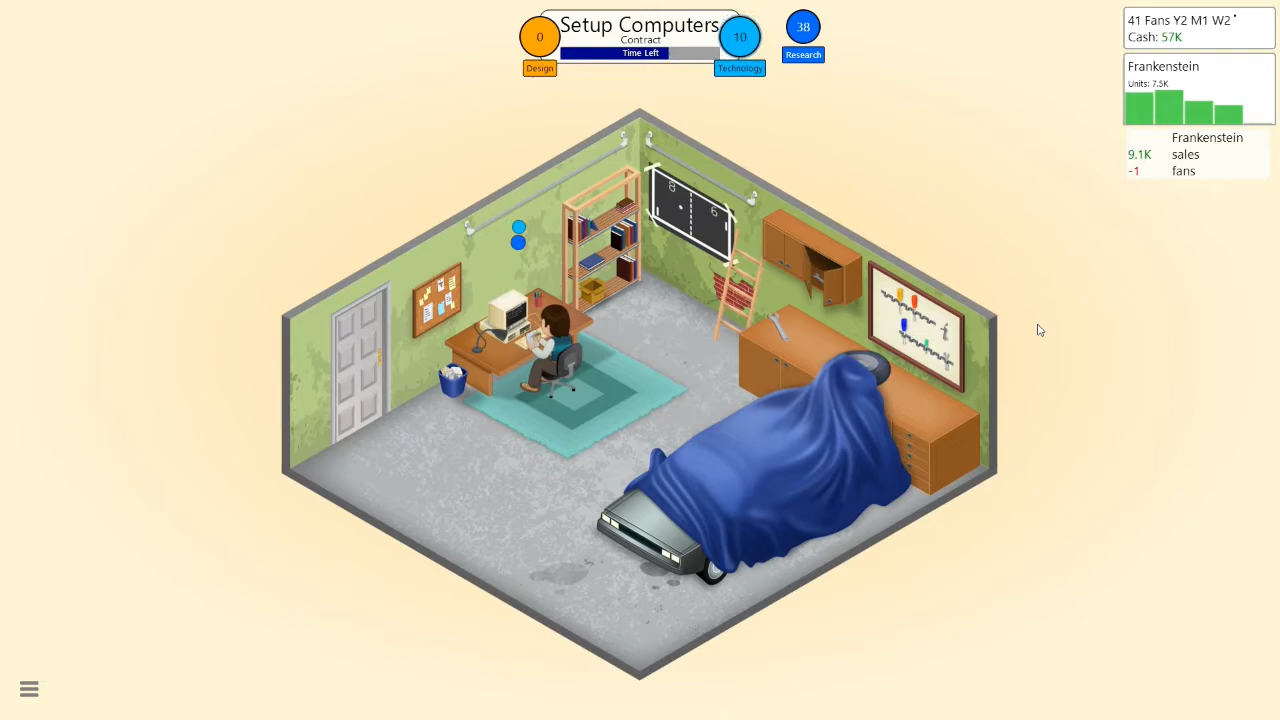 Setup Computers
Contract
Time Left
0
Design
10
Technology
38
Research
41 Fans Y2 M1 W2
Cash: 57K
Frankenstein
Units: 7.5K
Frankenstein
9.1K sales
-1 fans